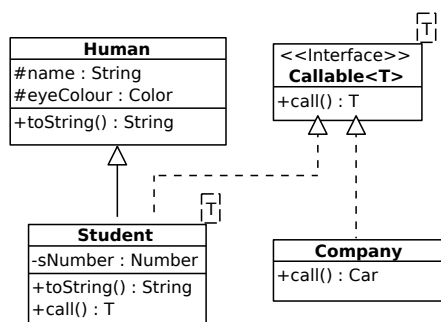 Human
#name : String
#eyeColour : Color
+toString() : String
T
<<Interface>>
Callable<T>
+call() : T
T
Student
-sNumber : Number
+toString() : String
+call() : T
Company
+call() : Car